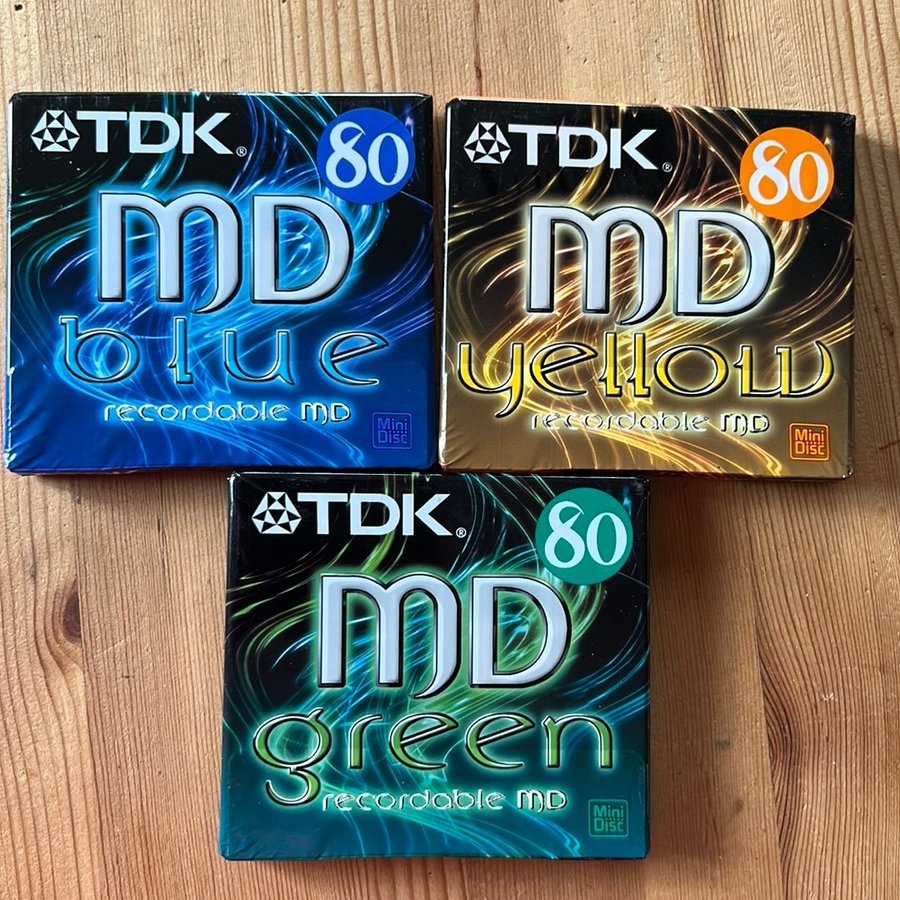 TDK®
80
MD
blue
recordable MD
Mini
Disc
TDK®
80
MD
yellow
recordable MD
Mini
Disc
TDK®
80
MD
green
recordable MD
Mini
Disc